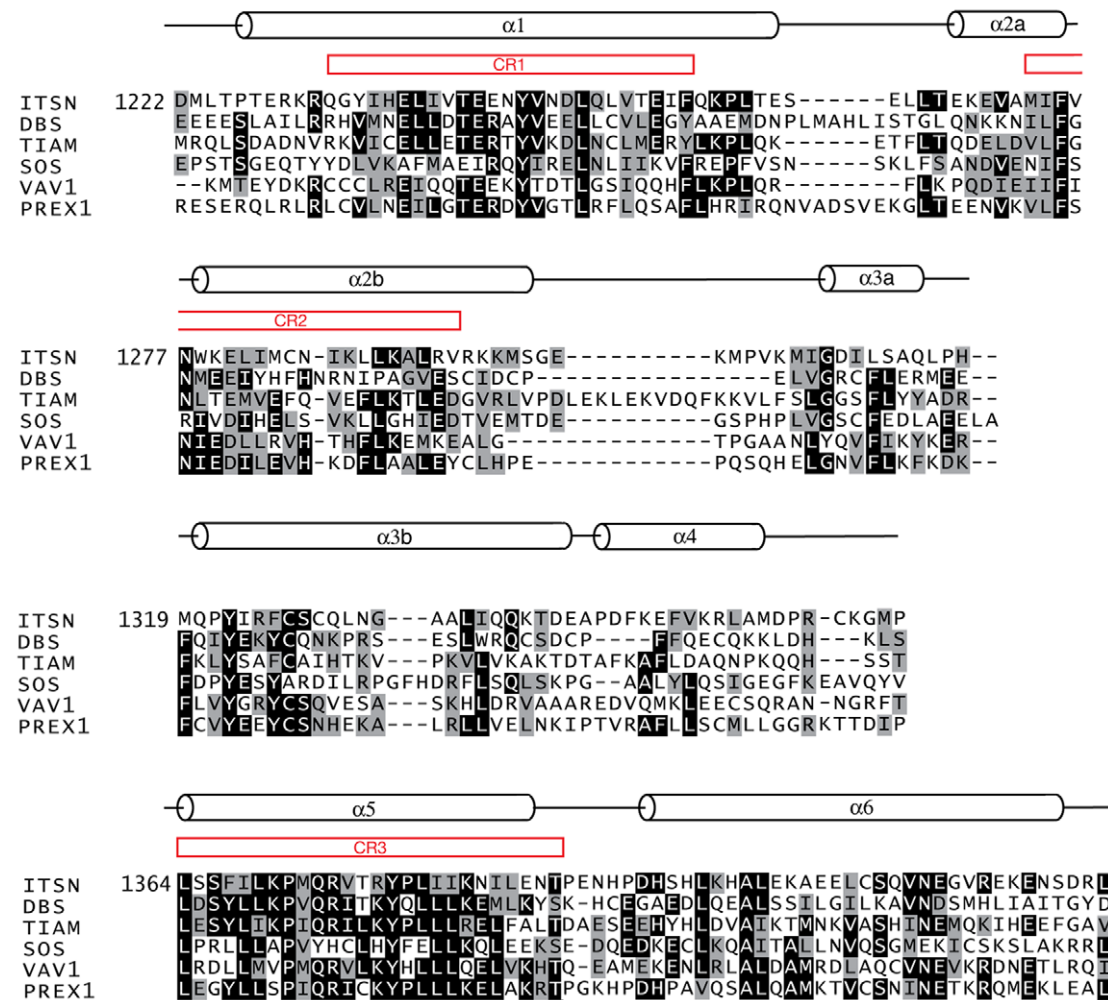 α1 α2a
CR1
ITSN 1222 DMLTPTERKRQGYIHELIVTEENYVNDLQLVTEIFQKPLTES------ELLTEKEVAMIFV
DBS EEEESLAILRRHVMNELLDTERAYVEELLCVLEGYAAEMDNPLMAHLISTGLQNKKNILFG
TIAM MRQLSDADNVRKVICELLETERTYVKDLNCLMERYLKPLQK------ETFLTQDELDVLFG
SOS EPSTSGEQTYYDLVKAFMAEIRQYIRELNLIIKVFREPFVSN-----SKLFSANDVENIFS
VAV1 --KMTEYDKRCCCLREIQQTEEKYTDTLGSIQQHFLKPLQR-------FLKPQDIEIIFI
PREX1 RESERQLRLRLCVLNEILGTERDYVGTLRFLQSAFLHRIRQNVADSVEKGLTEENVKVLFS
α2b α3a
CR2
ITSN 1277 NWKELIMCN-IKLLKALRVRKKMSGE----------KMPVKMIGDILSAQLPH--
DBS NMEEIYHFHNRNIPAGVESCIDCP----------------ELVGRCFLERMEE--
TIAM NLTEMVEFQ-VEFLKTLEDGVRLVPDLEKLEKVDQFKKVLFSLGGSFLYYADR--
SOS RIVDIHELS-VKLLGHIEDTVEMTDE----------GSPHPLVGSCFEDLAEELA
VAV1 NIEDLLRVH-THFLKEMKEALG--------------TPGAANLYQVFIKYKER--
PREX1 NIEDILEVH-KDFLAALEYCLHPE------------PQSQHELGNVFLKFKDK--
α3b α4
ITSN 1319 MQPYIRFCSCQLNG---AALIQQKTDEAPDFKEFVKRLAMDPR-CKGMP
DBS FQIYEKYCQNKPRS---ESLWRQCSDCP---FFQECQKKLDH---KLS
TIAM FKLYSAFCAIHTKV---PKVLVKAKTDTAFKAFLDAQNPKQQH---SST
SOS FDPYESYARDILRPGFHDRFLSQLSKPG--AALYLQSIGEGFKEAVQYV
VAV1 FLVYGRYCSQVESA---SKHLDRVAAAREDVQMKLEECSQRAN-NGRFT
PREX1 FCVYEEYCSNHEKA---LRLLVELNKIPTVRAFLLSCMLLGGRKTTDIP
α5 α6
CR3
ITSN 1364 LSSFILKPMQRVTRYPLIIKNILENTPENHPDHSHLKHALEKAEELCSQVNEGVREKENSDRL
DBS LDSYLLKPVQRITKYQLLLKEMLKYSK-HCEGAEDLQEALSSILGILKAVNDSMHLIAITGYD
TIAM LESYLIKPIQRILKYPLLLRELFALTDAESEEHYHLDVAIKTMNKVASHINEMQKIHEEFGAV
SOS LPRLLLAPVYHCLHYFELLKQLEEKSE-DQEDKECLKQAITALLNVQSGMEKICSKSLAKRRL
VAV1 LRDLLMVPMQRVLKYHLLLQELVKHTQ-EAMEKENLRLALDAMRDLAQCVNEVKRDNETLRQI
PREX1 LEGYLLSPIQRICKYPLLLKELAKRTPGKHPDHPAVQSALQAMKTVCSNINETKRQMEKLEAL